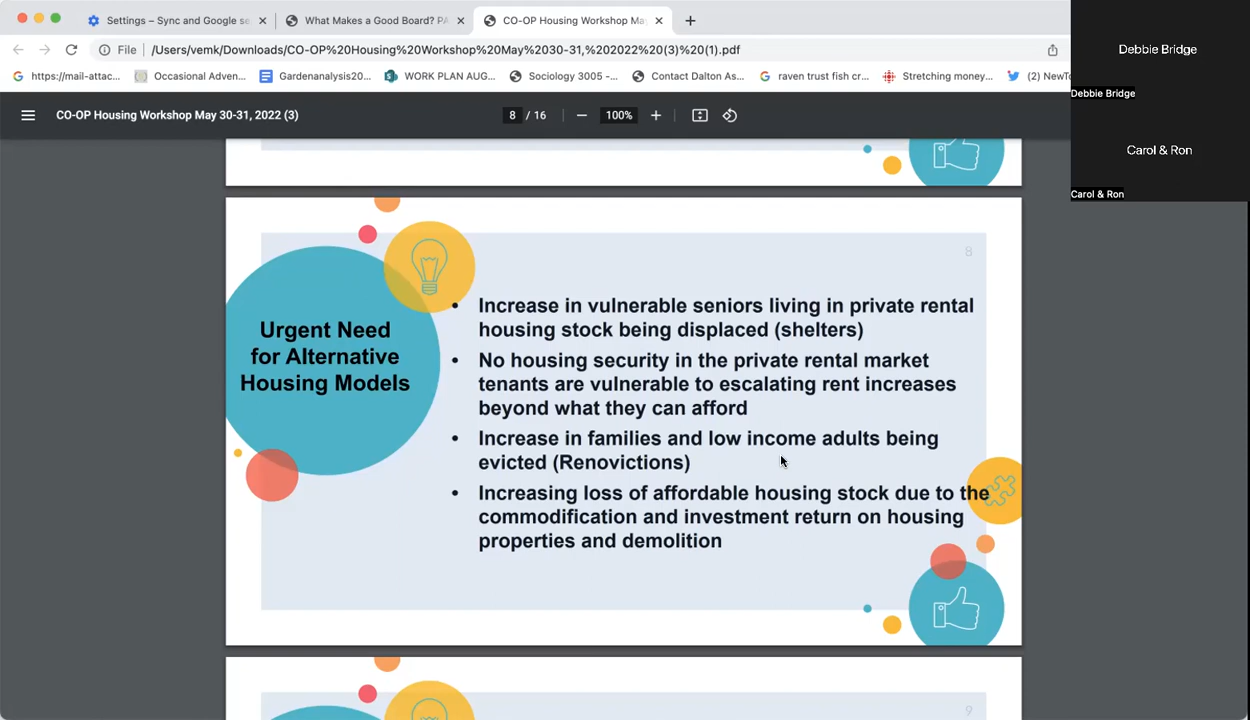 Settings – Sync and Google se
What Makes a Good Board? PA
CO-OP Housing Workshop Ma
File
/Users/vemk/Downloads/CO-OP%20Housing%20Workshop%20May%2030-31,%202022%20(3)%20(1).pdf
https://mail-attac...
Occasional Adven...
Gardenanalysis20...
WORK PLAN AUG...
Sociology 3005 -...
Contact Dalton As...
raven trust fish cr...
Stretching money...
(2) NewTo
CO-OP Housing Workshop May 30-31, 2022 (3)
8 / 16
100%
Debbie Bridge
Debbie Bridge
Carol & Ron
Carol & Ron
8
Urgent Need
for Alternative
Housing Models
• Increase in vulnerable seniors living in private rental
housing stock being displaced (shelters)
• No housing security in the private rental market
tenants are vulnerable to escalating rent increases
beyond what they can afford
• Increase in families and low income adults being
evicted (Renovictions)
• Increasing loss of affordable housing stock due to the
commodification and investment return on housing
properties and demolition
9